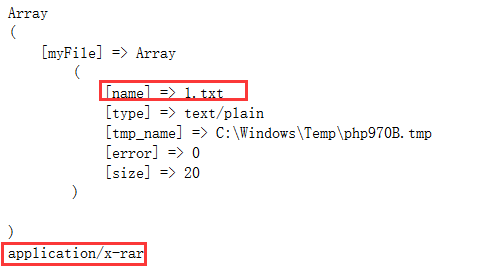 Array
(
[myFile] => Array
(
[name] => 1.txt
[type] => text/plain
[tmp_name] => C:\Windows\Temp\php970B.tmp
[error] => 0
[size] => 20
)
)
application/x-rar